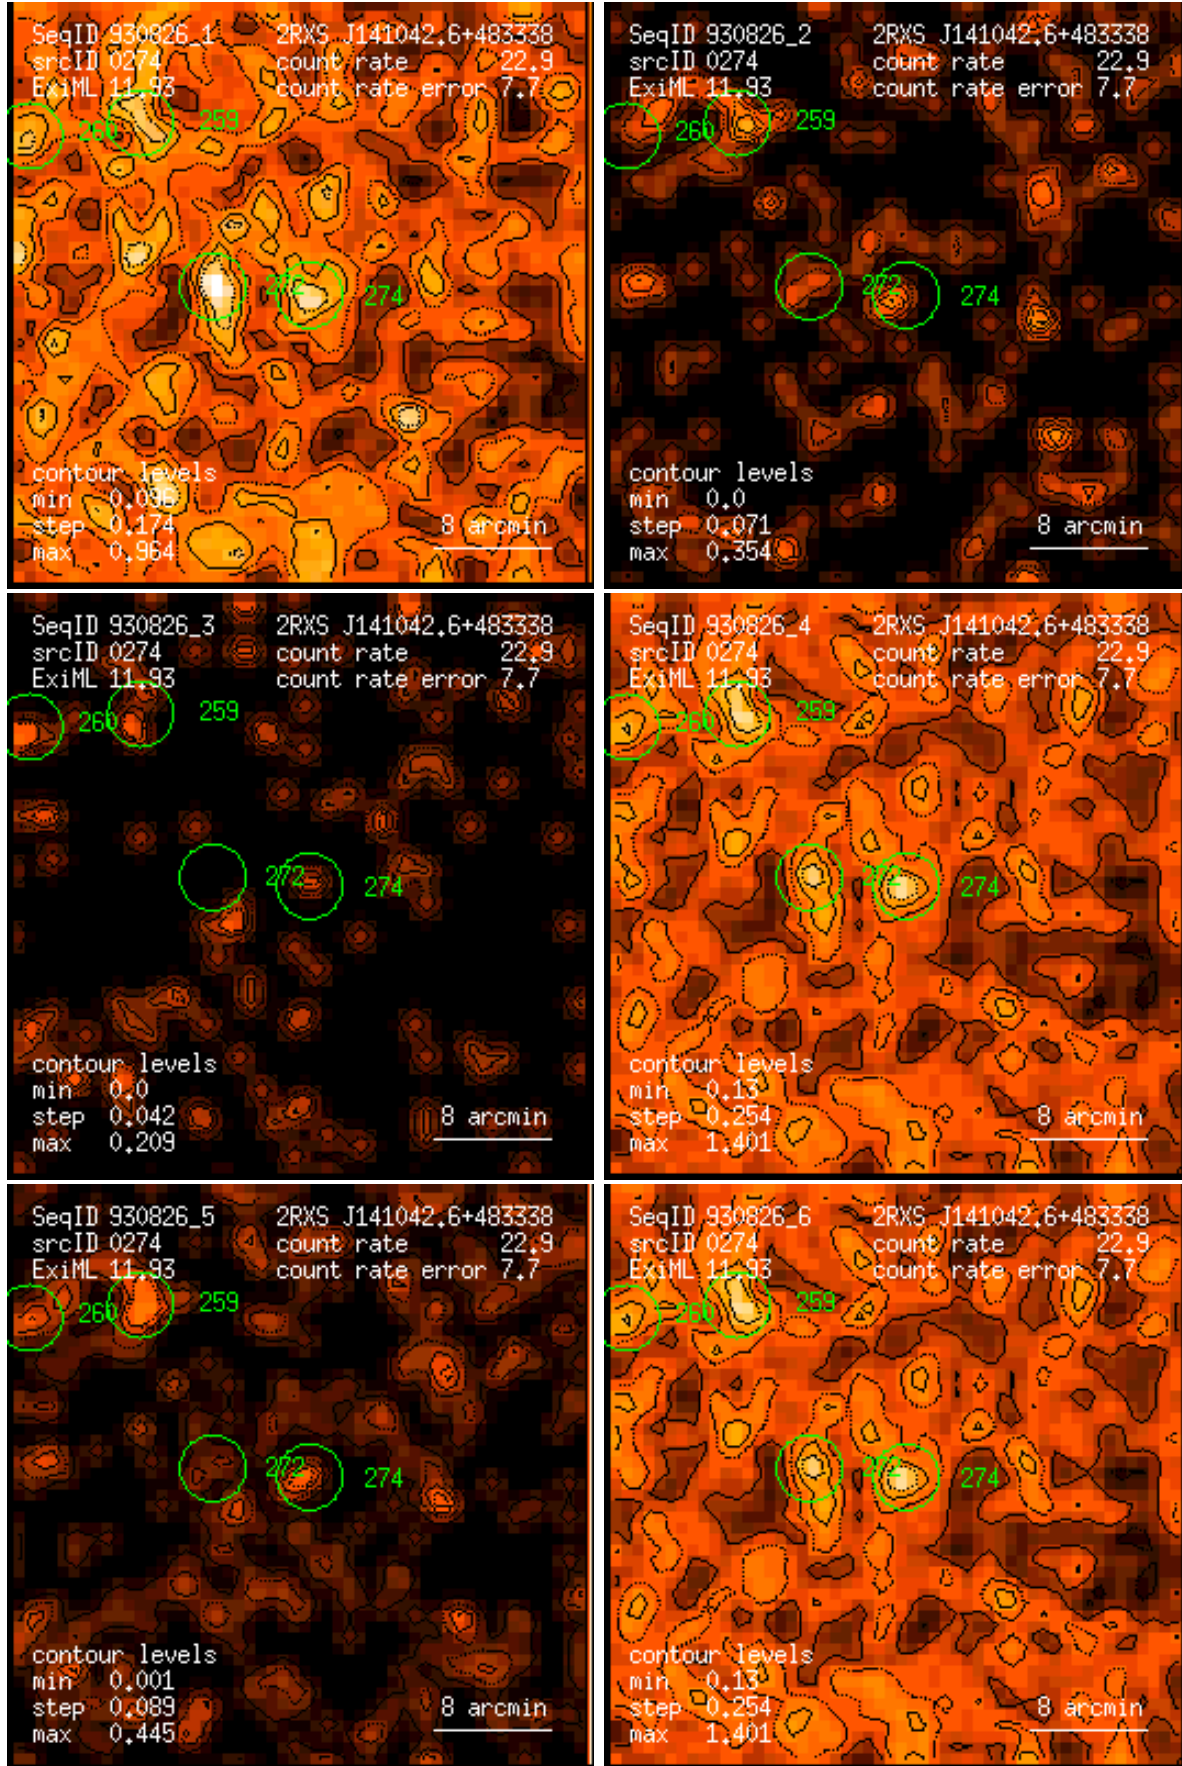 SeqID 930826_1 2RXS J141042.6+483338
srcID 0274 count rate 22.9
ExiML 11.93 count rate error 7.7
260 259
272 274
contour levels
min 0.096
step 0.174 8 arcmin
max 0.964
SeqID 930826_2 2RXS J141042.6+483338
srcID 0274 count rate 22.9
ExiML 11.93 count rate error 7.7
260 259
272 274
contour levels
min 0.0
step 0.071 8 arcmin
max 0.354
SeqID 930826_3 2RXS J141042.6+483338
srcID 0274 count rate 22.9
ExiML 11.93 count rate error 7.7
260 259
272 274
contour levels
min 0.0
step 0.042 8 arcmin
max 0.209
SeqID 930826_4 2RXS J141042.6+483338
srcID 0274 count rate 22.9
ExiML 11.93 count rate error 7.7
260 259
272 274
contour levels
min 0.13
step 0.254 8 arcmin
max 1.401
SeqID 930826_5 2RXS J141042.6+483338
srcID 0274 count rate 22.9
ExiML 11.93 count rate error 7.7
260 259
272 274
contour levels
min 0.001
step 0.089 8 arcmin
max 0.445
SeqID 930826_6 2RXS J141042.6+483338
srcID 0274 count rate 22.9
ExiML 11.93 count rate error 7.7
260 259
272 274
contour levels
min 0.13
step 0.254 8 arcmin
max 1.401